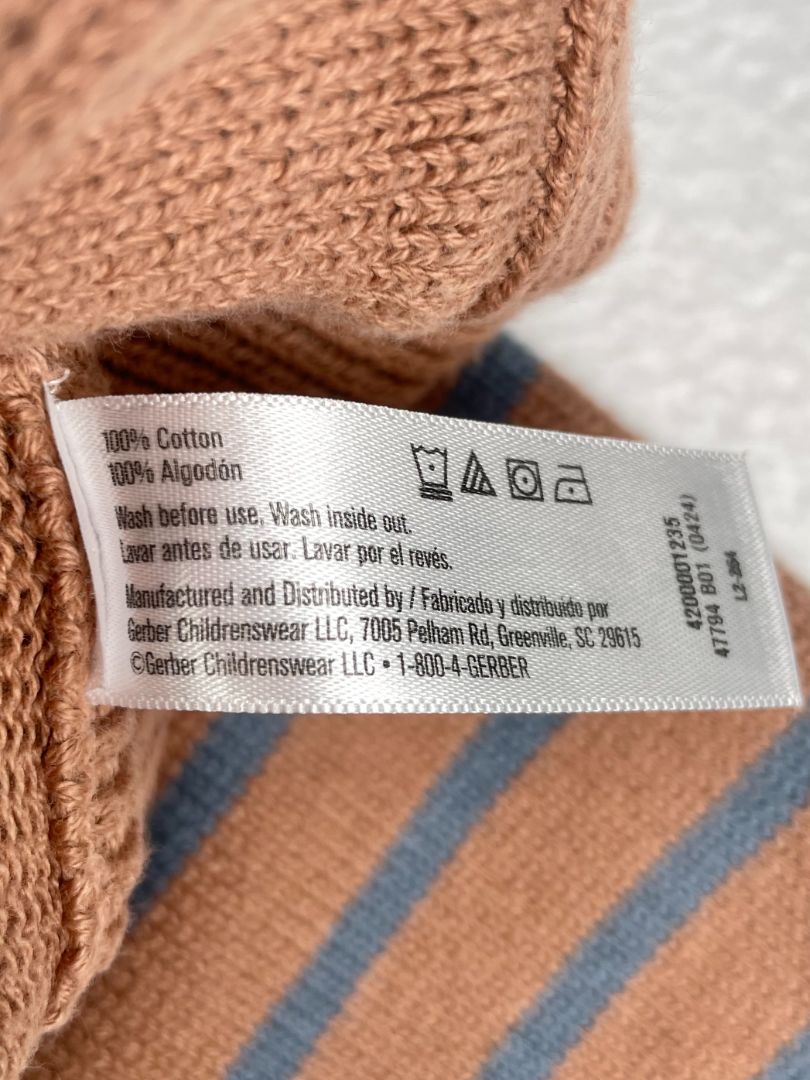 100% Cotton
100% Algodón
Wash before use. Wash inside out.
Lavar antes de usar. Lavar por el revés.
Manufactured and Distributed by / Fabricado y distribuido por
Gerber Childrenswear LLC, 7005 Pelham Rd, Greenville, SC 29615
©Gerber Childrenswear LLC • 1-800-4-GERBER
4200001235
47794 B01 (0424)